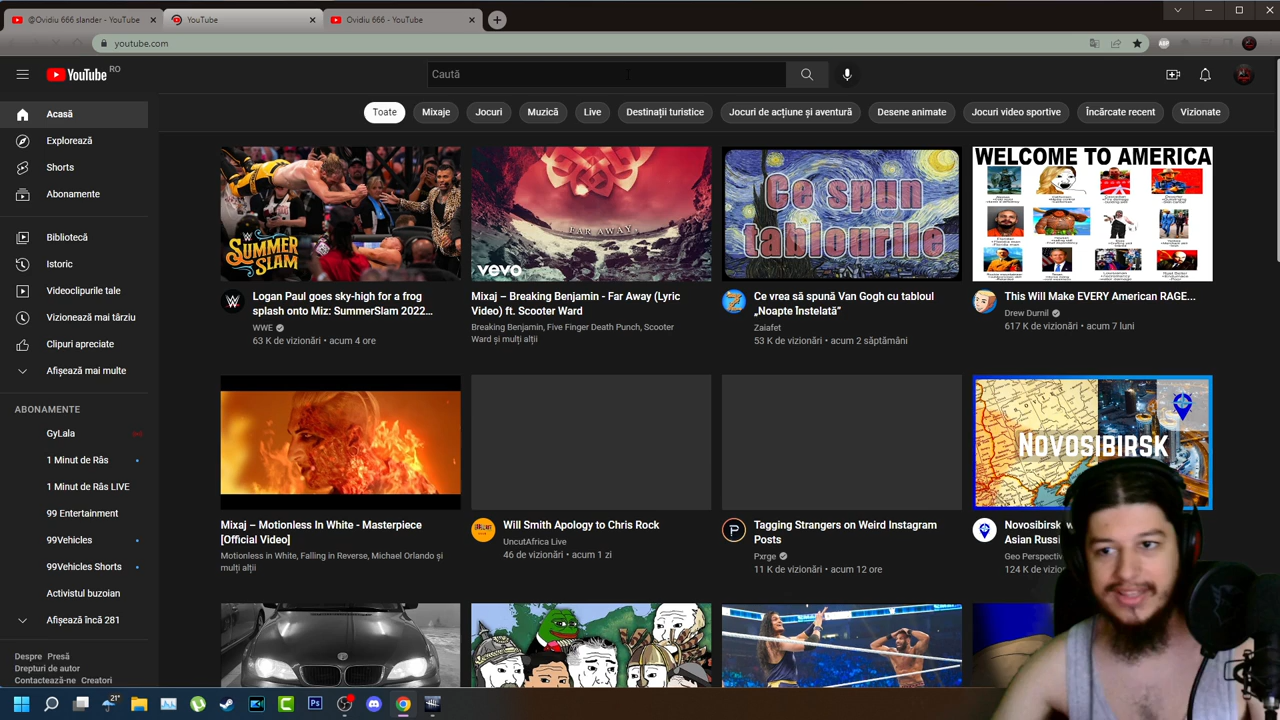 @Ovidiu 666 slander - YouTube
YouTube
Ovidiu 666 - YouTube
youtube.com
YouTube RO
Caută
Toate
Mixaje
Jocuri
Muzică
Live
Destinații turistice
Jocuri de acțiune și aventură
Desene animate
Jocuri video sportive
Încărcate recent
Vizionate
Acasă
Explorează
Shorts
Abonamente
Bibliotecă
Istoric
Videoclipurile tale
Vizionează mai târziu
Clipuri apreciate
Afișează mai multe
ABONAMENTE
GyLala
1 Minut de Râs
1 Minut de Râs LIVE
99 Entertainment
99Vehicles
99Vehicles Shorts
Activistul buzoian
Afișează încă 281
Despre Presă
Drepturi de autor
Contactează-ne Creatori
SUMMER
SLAM
Logan Paul goes sky-high for a frog
splash onto Miz: SummerSlam 2022…
WWE
63 K de vizionări • acum 4 ore
FAR AWAY
vevo
Mixaj – Breaking Benjamin - Far Away (Lyric
Video) ft. Scooter Ward
Breaking Benjamin, Five Finger Death Punch, Scooter
Ward și mulți alții
Ce spun
tablourile
Ce vrea să spună Van Gogh cu tabloul
„Noapte Înstelată”
Zaiafet
53 K de vizionări • acum 2 săptămâni
WELCOME TO AMERICA
This Will Make EVERY American RAGE...
Drew Durnil
617 K de vizionări • acum 7 luni
Mixaj – Motionless In White - Masterpiece
[Official Video]
Motionless in White, Falling in Reverse, Michael Orlando și
mulți alții
Will Smith Apology to Chris Rock
UncutAfrica Live
46 de vizionări • acum 1 zi
Tagging Strangers on Weird Instagram
Posts
Pxrge
11 K de vizionări • acum 12 ore
NOVOSIBIRSK
Novosibirsk
Asian Russi
Geo Perspectiv
124 K de vizion
ABP
21°
Ps